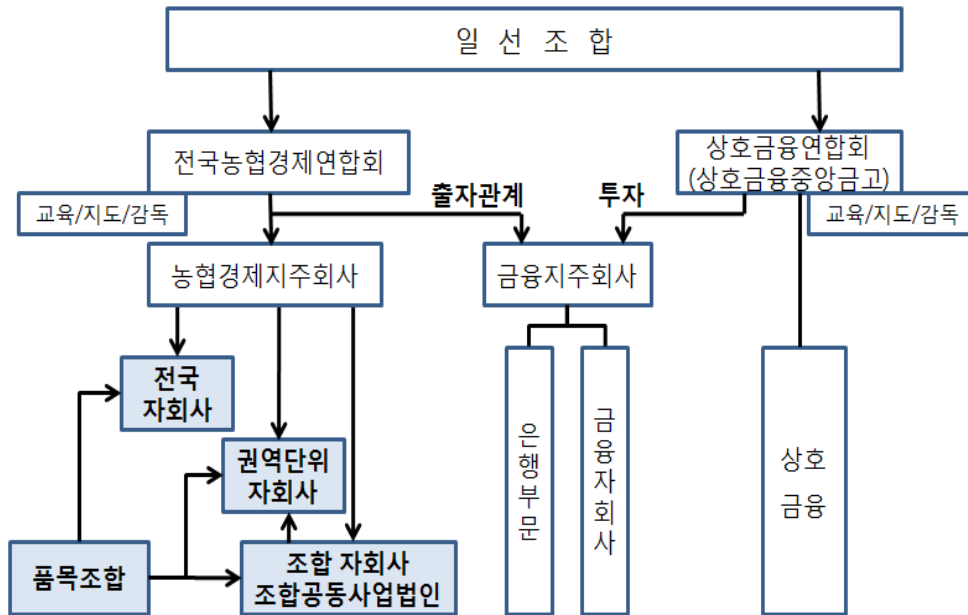 일 선 조 합
전국농협경제연합회
상호금융연합회
(상호금융중앙금고)
교육/지도/감독
출자관계
투자
교육/지도/감독
농협경제지주회사
금융지주회사
전국
자회사
은행부문
금융자회사
상호
금융
권역단위
자회사
품목조합
조합 자회사
조합공동사업법인